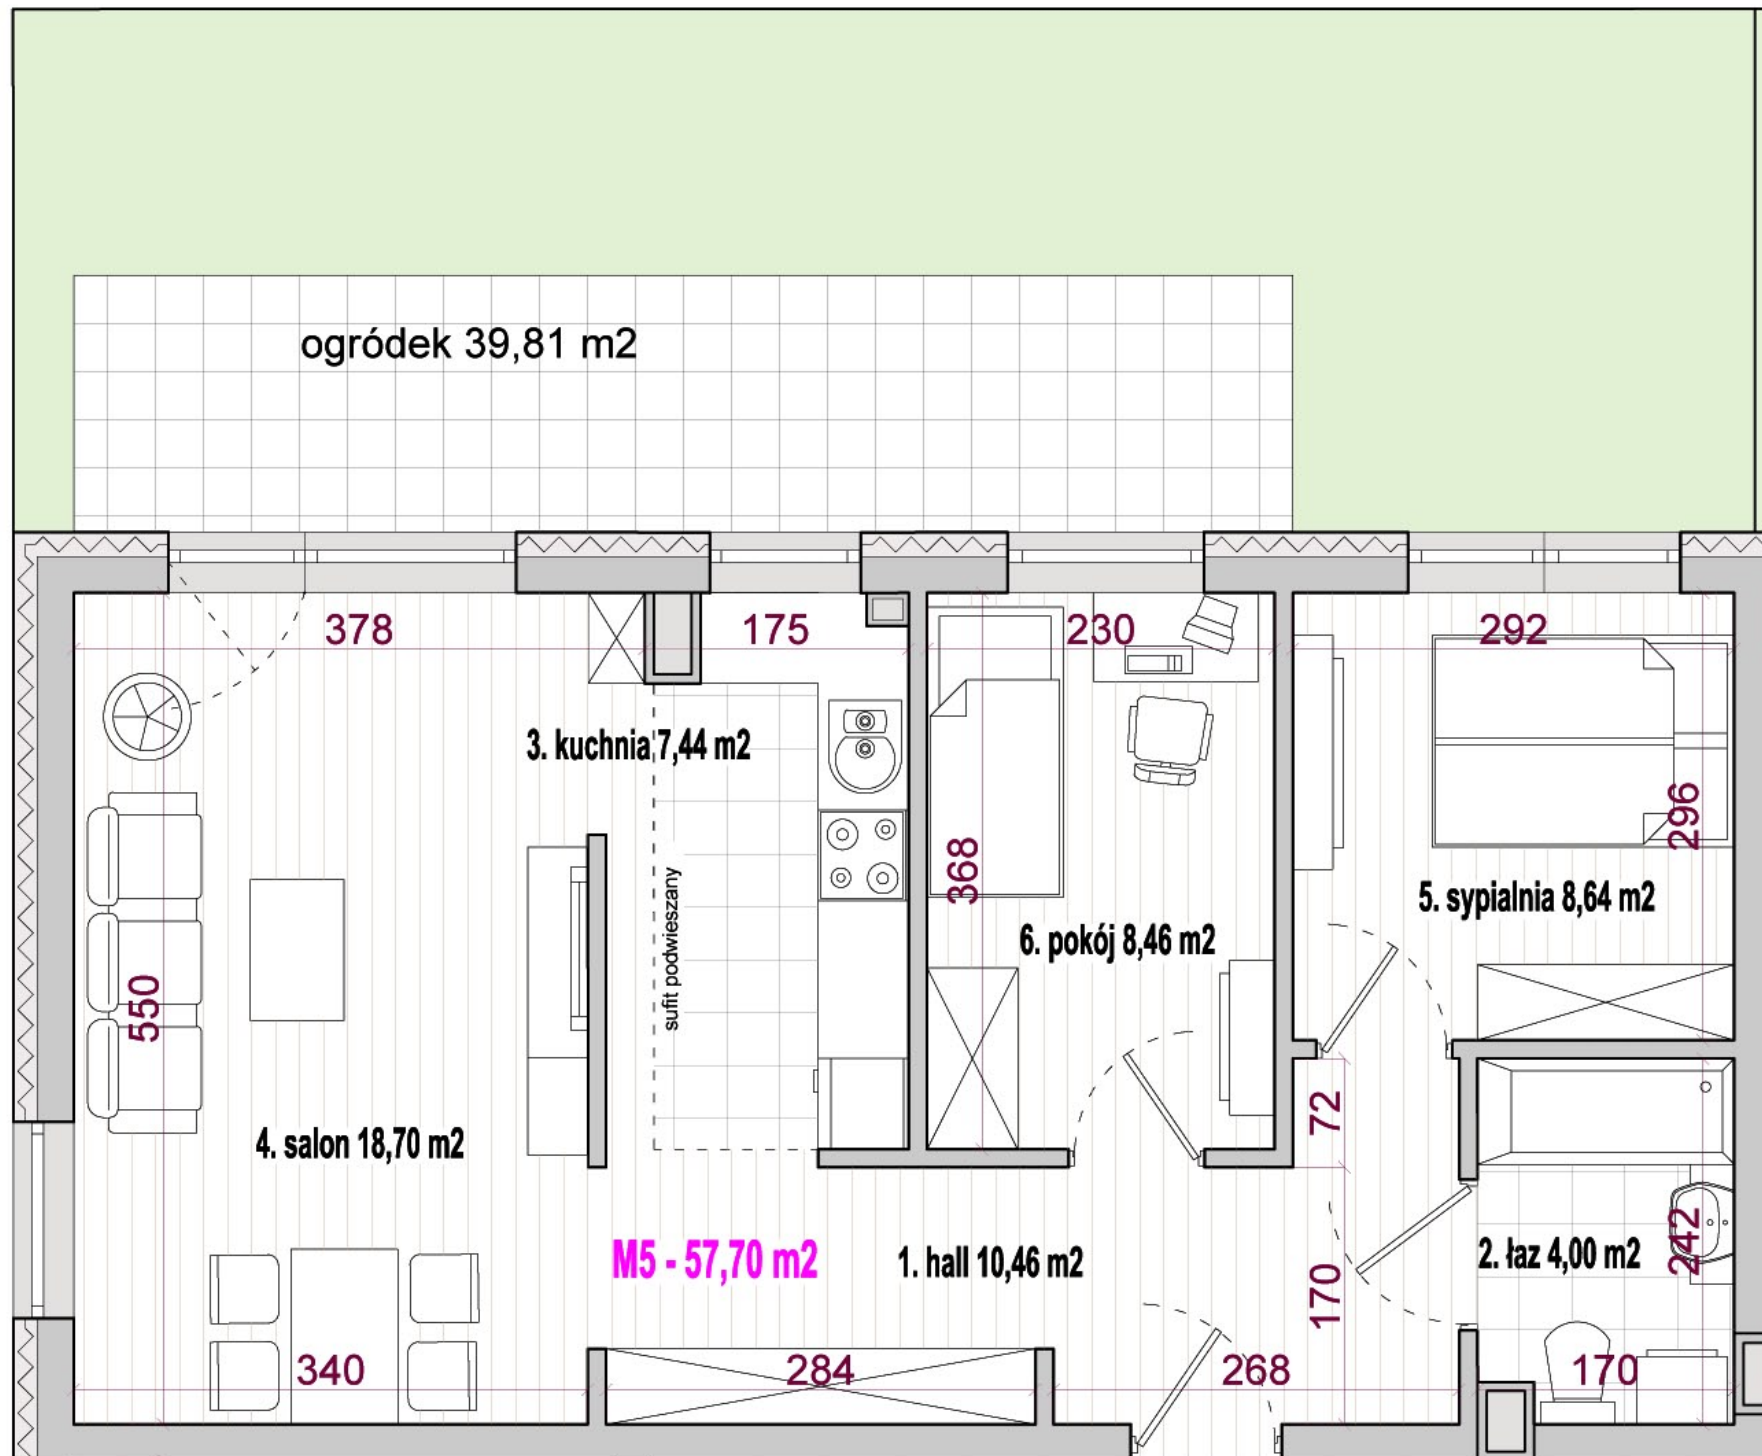 ogródek 39,81 m2
378
175
230
292
3. kuchnia 7,44 m2
296
368
5. sypialnia 8,64 m2
sufit podwieszany
6. pokój 8,46 m2
550
72
4. salon 18,70 m2
M5 - 57,70 m2
1. hall 10,46 m2
2. łaz 4,00 m2
242
170
340
284
268
170